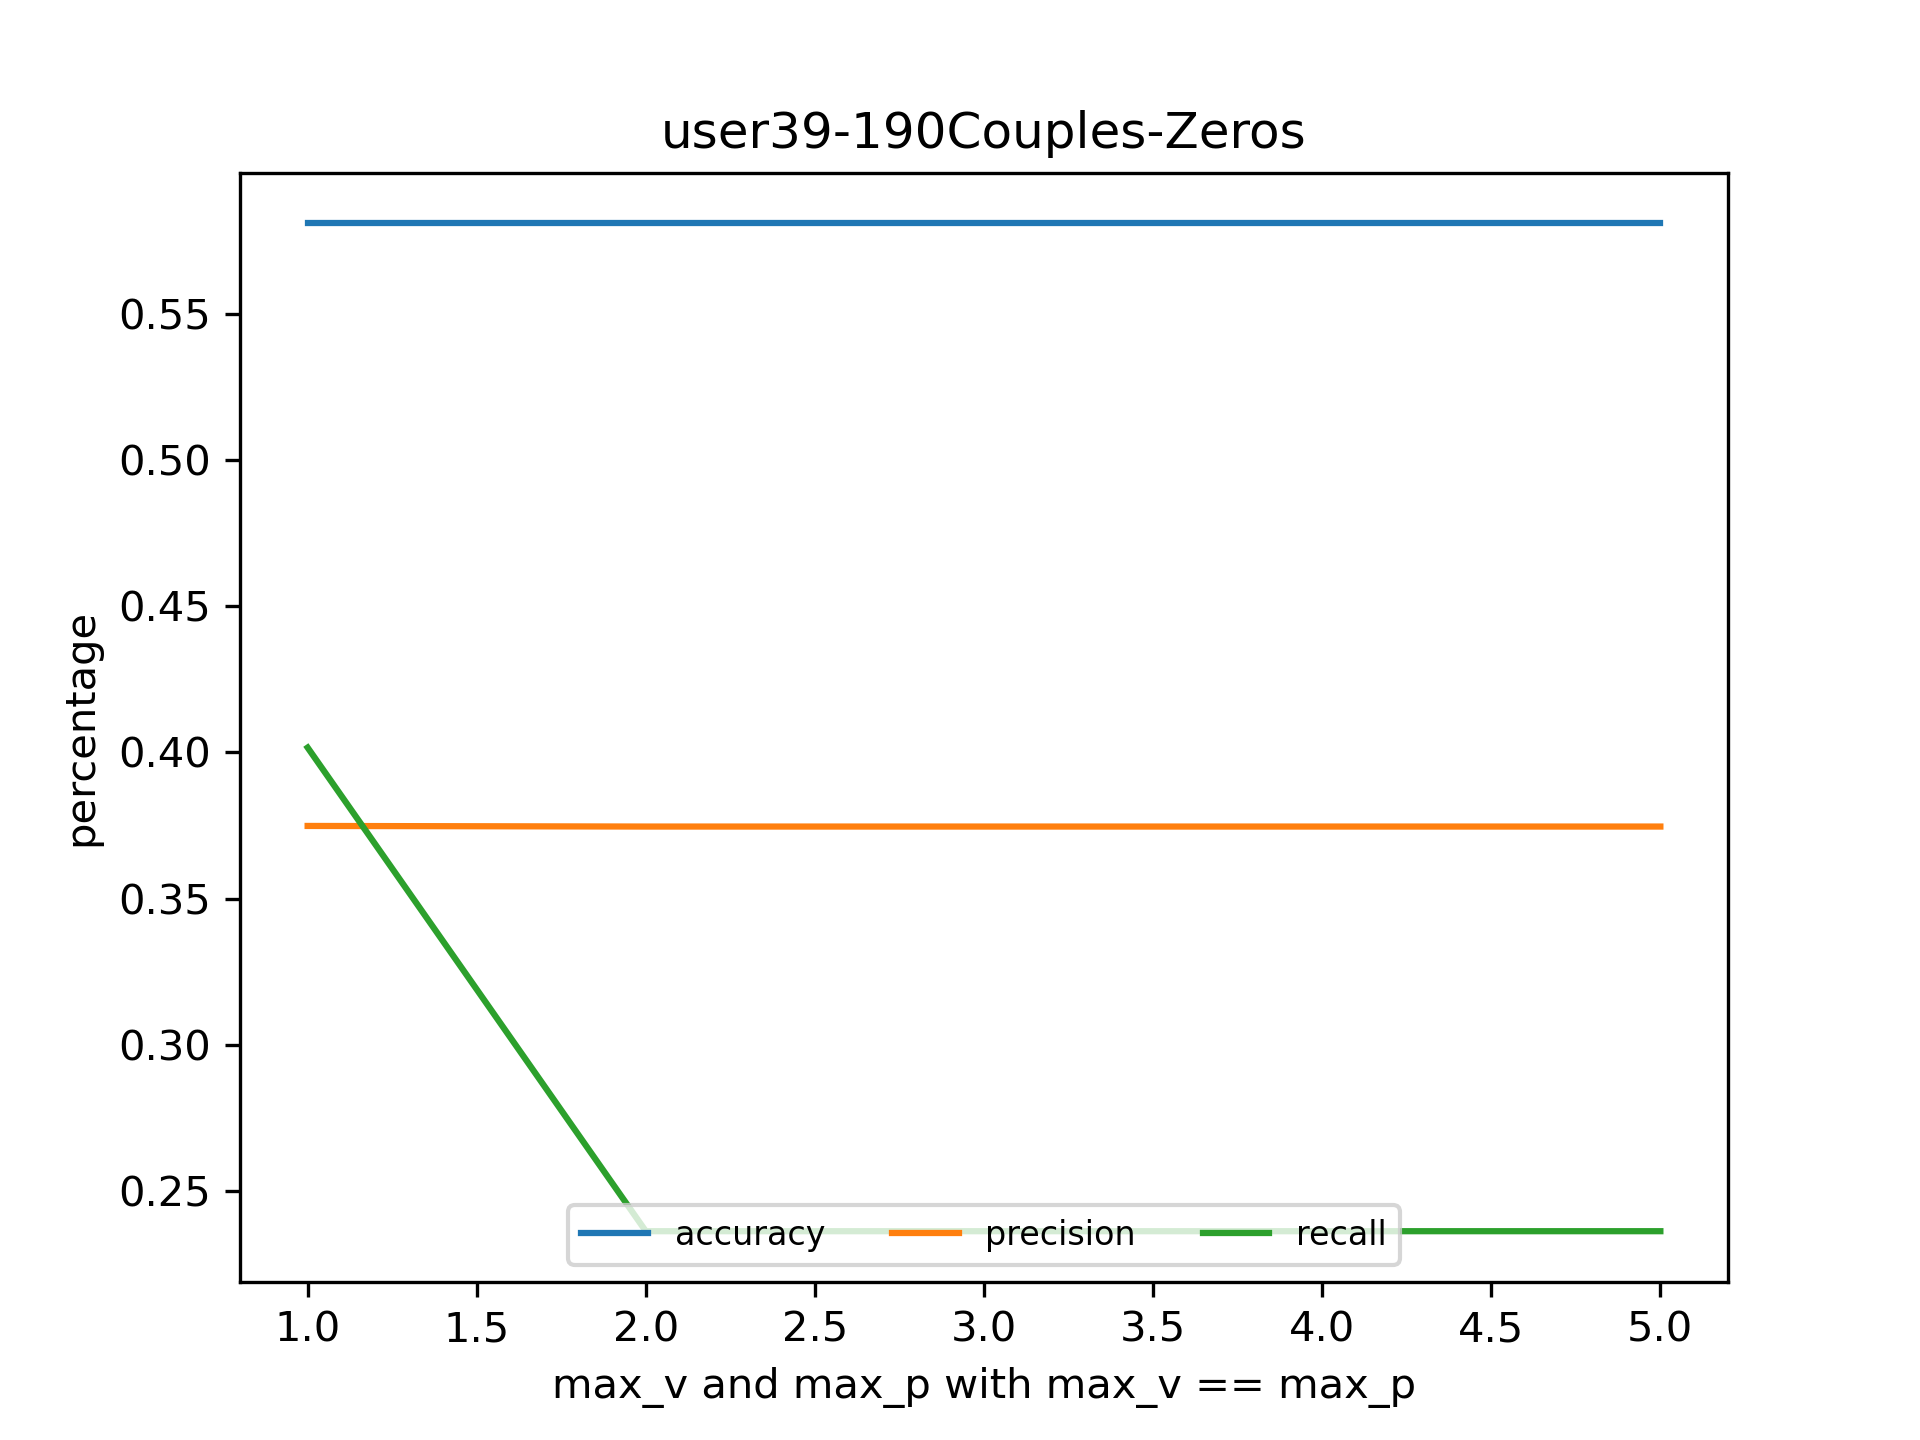 user39-190Couples-Zeros
percentage
0.55
0.50
0.45
0.40
0.35
0.30
0.25
accuracy precision recall
1.0 1.5 2.0 2.5 3.0 3.5 4.0 4.5 5.0
max_v and max_p with max_v == max_p